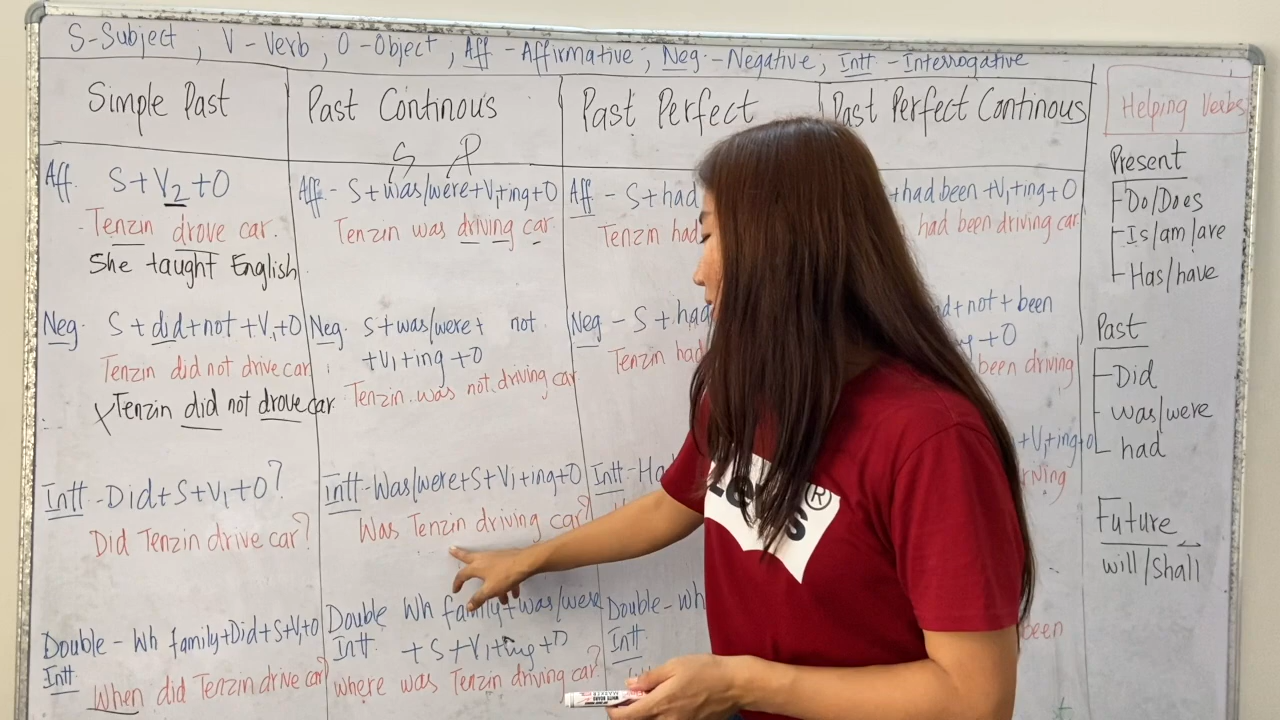 S-Subject, V-Verb, O-Object, Aff-Affirmative, Neg-Negative, Intt-Interrogative
Simple Past
Aff. S+V2+O
Tenzin drove car.
She taught English
Neg. S+did+not+V1+O
Tenzin did not drive car
XTenzin did not drove car.
Intt-Did+S+V1+O?
Did Tenzin drive car?
Double-Wh family+Did+S+V1+O
Intt
When did Tenzin drive car?
Past Continous
S P
Aff-S+was/were+V1+ing+O
Tenzin was driving car
Neg. S+was/were+ not
+V1+ing+O
Tenzin was not driving car
Intt-Was/were+S+V1+ing+O
Was Tenzin driving car?
Double Wh family+was/were
Intt +S+V1+ing+O
where was Tenzin driving car?
Past Perfect
Aff-S+had
Tenzin had
Neg-S+had
Tenzin had
Intt-Ha
Double-Wh
Intt
Past Perfect Continous
+had been+V1+ing+O
had been driving car
+not+been
+O
been driving
+V1+ing+O
been
Helping Verbs
Present
Do/Does
Is/am/are
Has/have
Past
Did
was/were
had
Future
will/Shall
Levi's®